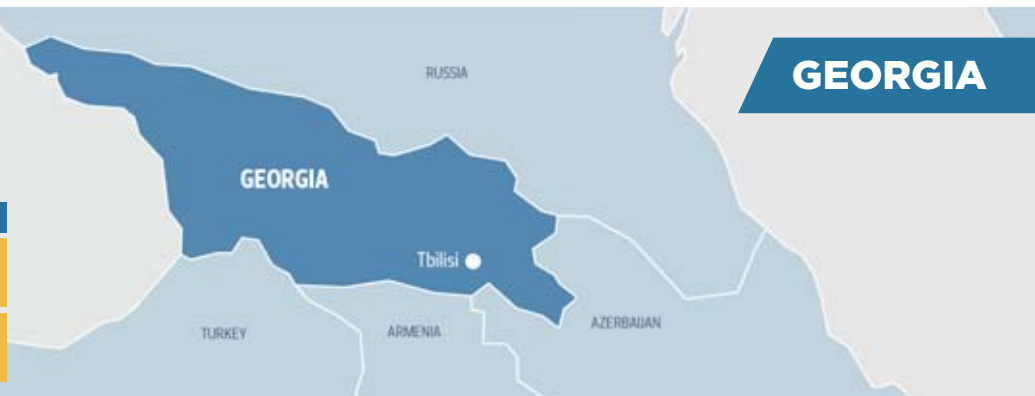 RUSSIA
GEORGIA
GEORGIA
Tbilisi
TURKEY
ARMENIA
AZERBAIJAN